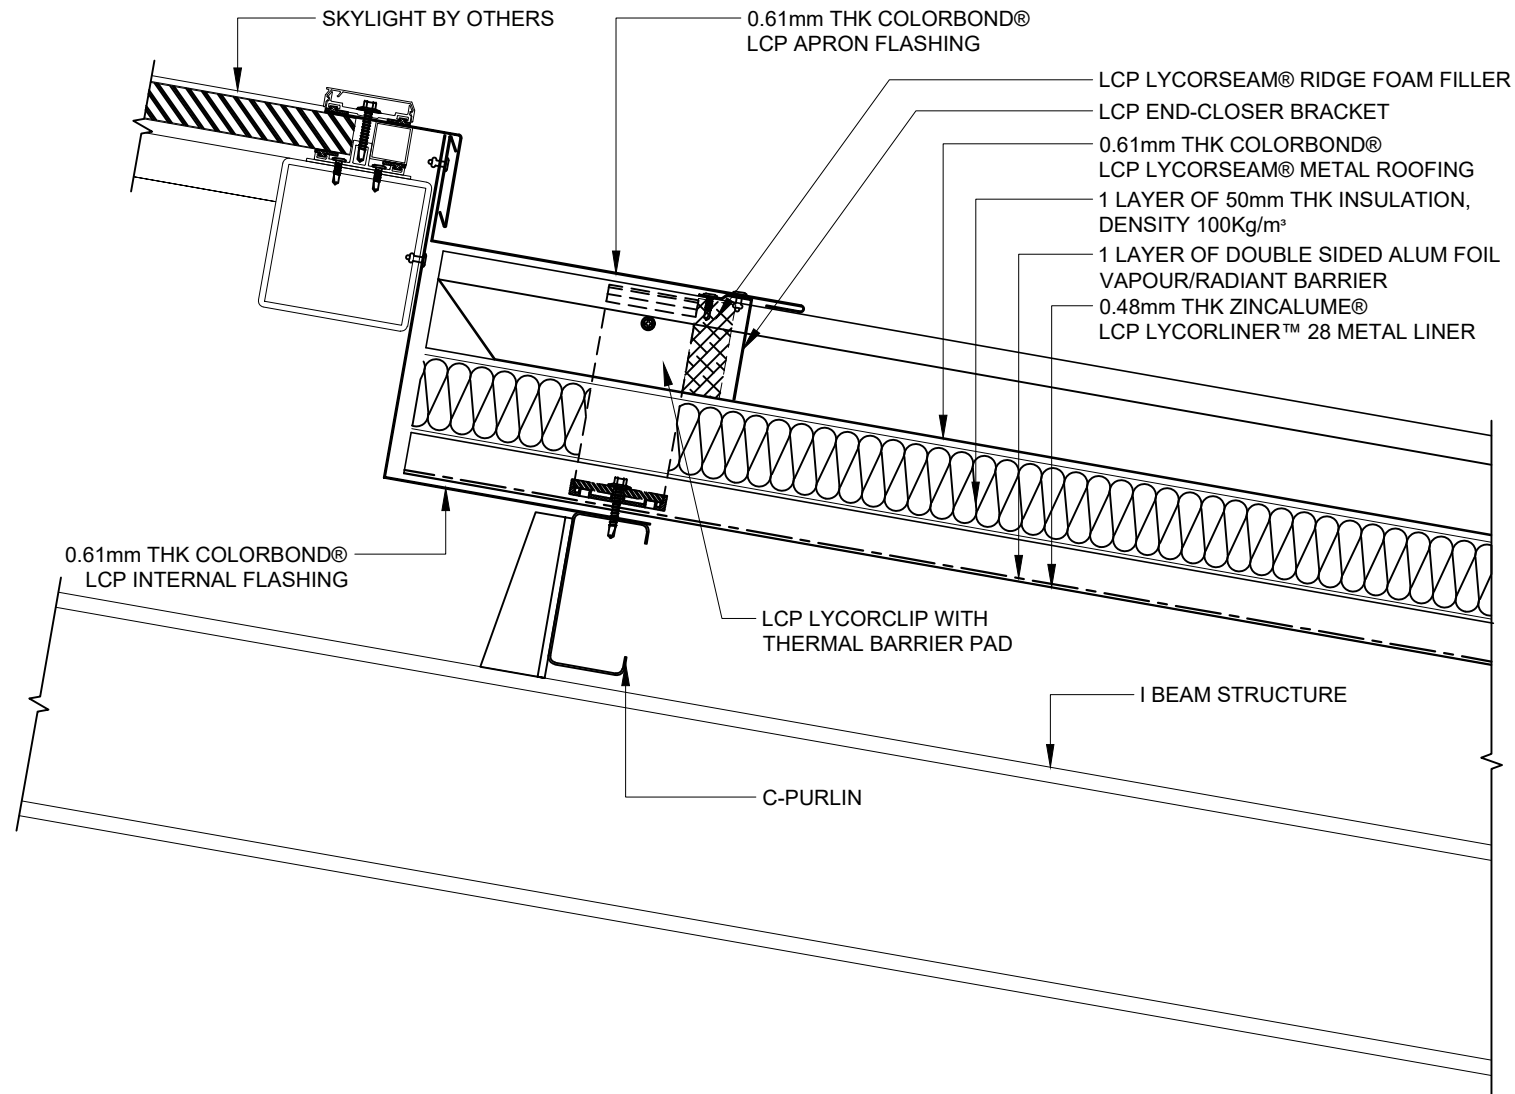 SKYLIGHT BY OTHERS
0.61mm THK COLORBOND®
LCP APRON FLASHING
LCP LYCORSEAM® RIDGE FOAM FILLER
LCP END-CLOSER BRACKET
0.61mm THK COLORBOND®
LCP LYCORSEAM® METAL ROOFING
1 LAYER OF 50mm THK INSULATION,
DENSITY 100Kg/m³
1 LAYER OF DOUBLE SIDED ALUM FOIL
VAPOUR/RADIANT BARRIER
0.48mm THK ZINCALUME®
LCP LYCORLINER™ 28 METAL LINER
0.61mm THK COLORBOND®
LCP INTERNAL FLASHING
LCP LYCORCLIP WITH
THERMAL BARRIER PAD
I BEAM STRUCTURE
C-PURLIN